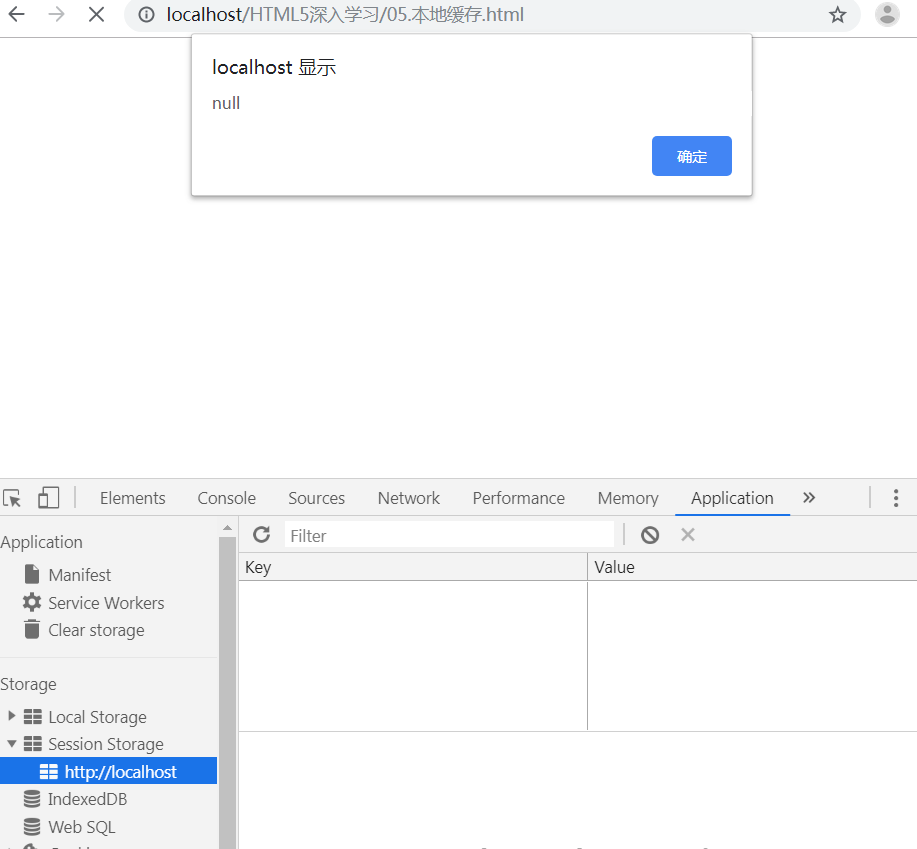 localhost/HTML5深入学习/05.本地缓存.html
localhost 显示
null
确定
Elements Console Sources Network Performance Memory Application »
Application
Filter
Key Value
Manifest
Service Workers
Clear storage
Storage
Local Storage
Session Storage
http://localhost
IndexedDB
Web SQL